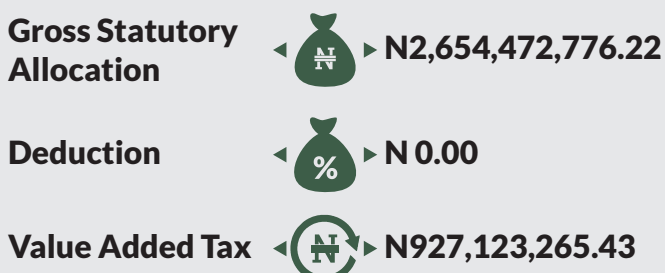 Gross Statutory
Allocation
₦
N2,654,472,776.22
Deduction
%
N 0.00
Value Added Tax
₦
N927,123,265.43